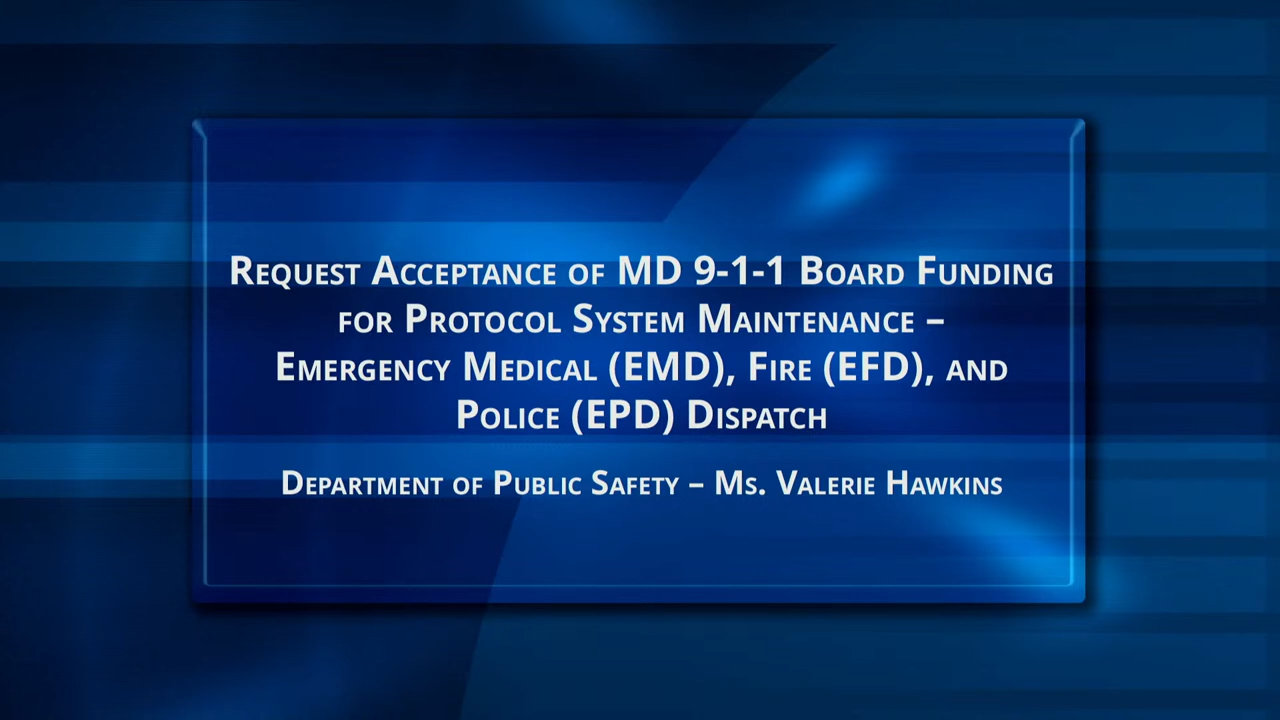 Request Acceptance of MD 9-1-1 Board Funding
for Protocol System Maintenance –
Emergency Medical (EMD), Fire (EFD), and
Police (EPD) Dispatch
Department of Public Safety – Ms. Valerie Hawkins